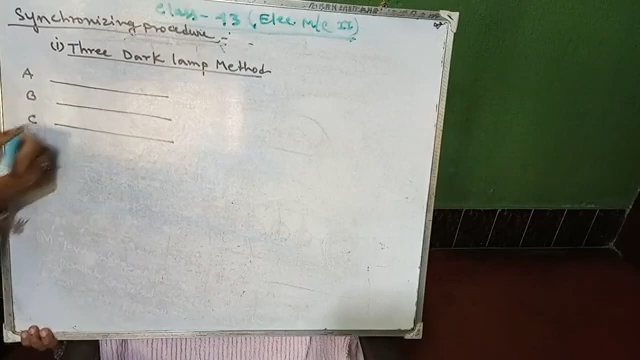 Class - 43 (Elec M/C II)
Synchronizing procedure :-
(i) Three Dark lamp Method
A
B
C